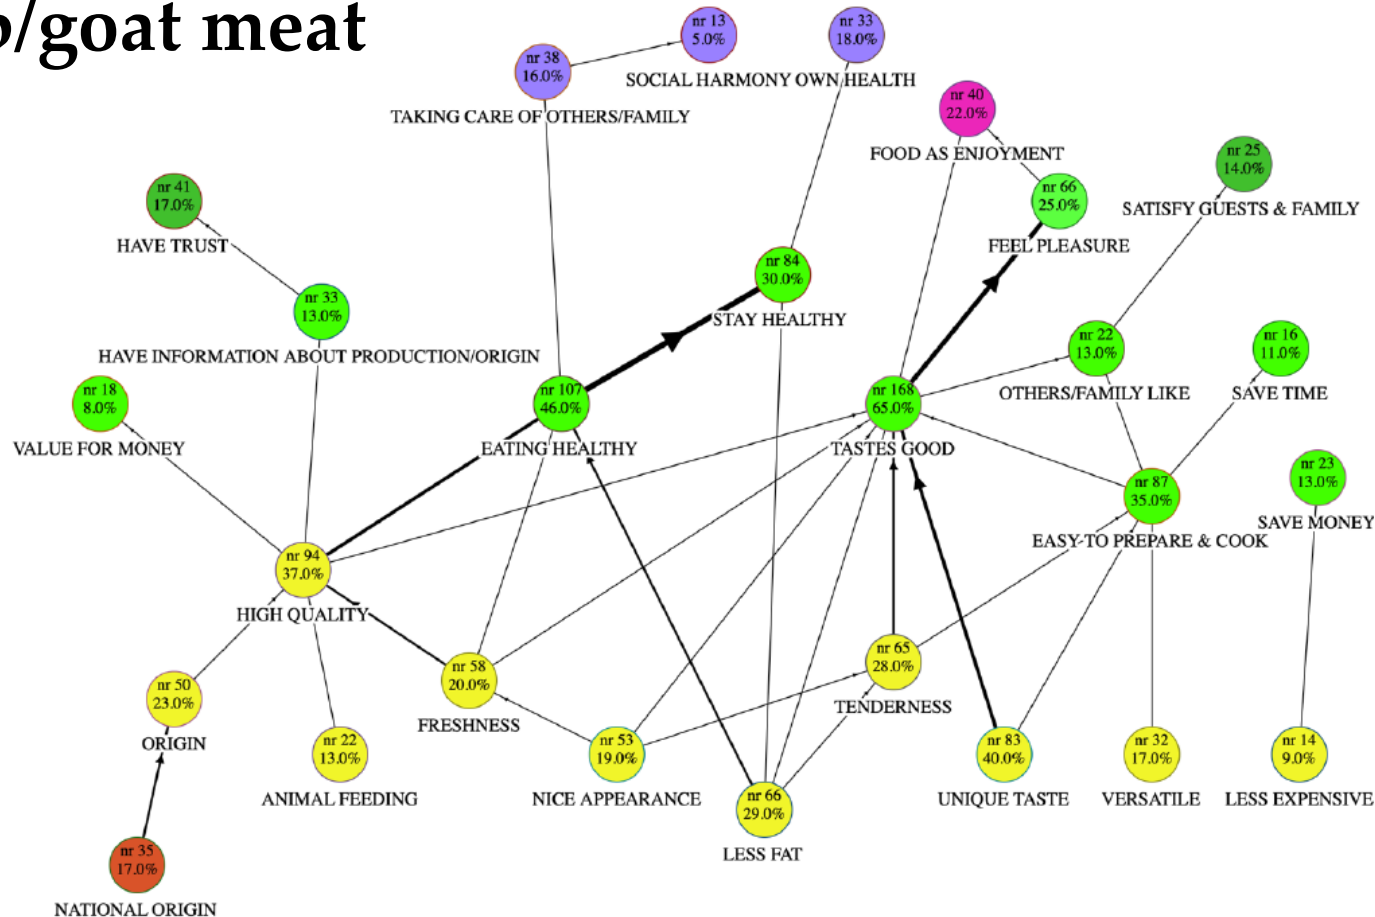 /goat meat
nr 13
5.0%
SOCIAL HARMONY
nr 33
18.0%
OWN HEALTH
nr 38
16.0%
TAKING CARE OF OTHERS/FAMILY
nr 40
22.0%
FOOD AS ENJOYMENT
nr 25
14.0%
SATISFY GUESTS & FAMILY
nr 66
25.0%
FEEL PLEASURE
nr 41
17.0%
HAVE TRUST
nr 84
30.0%
STAY HEALTHY
nr 33
13.0%
HAVE INFORMATION ABOUT PRODUCTION/ORIGIN
nr 22
13.0%
OTHERS/FAMILY LIKE
nr 16
11.0%
SAVE TIME
nr 18
8.0%
VALUE FOR MONEY
nr 107
46.0%
EATING HEALTHY
nr 168
65.0%
TASTES GOOD
nr 23
13.0%
SAVE MONEY
nr 87
35.0%
EASY TO PREPARE & COOK
nr 94
37.0%
HIGH QUALITY
nr 65
28.0%
TENDERNESS
nr 58
20.0%
FRESHNESS
nr 50
23.0%
ORIGIN
nr 22
13.0%
ANIMAL FEEDING
nr 53
19.0%
NICE APPEARANCE
nr 83
40.0%
UNIQUE TASTE
nr 32
17.0%
VERSATILE
nr 14
9.0%
LESS EXPENSIVE
nr 66
29.0%
LESS FAT
nr 35
17.0%
NATIONAL ORIGIN